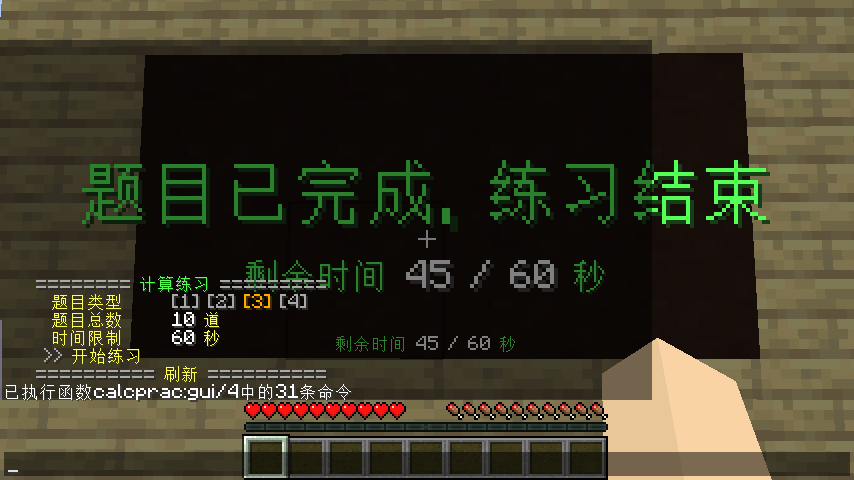 题目已完成, 练习结束
剩余时间 45 / 60 秒
======== 计算练习 =========
题目类型 [1] [2] [3] [4]
题目总数 10 道
时间限制 60 秒
>> 开始练习
剩余时间 45 / 60 秒
========== 刷新 ==========
已执行函数calcprac:gui/4中的31条命令
_